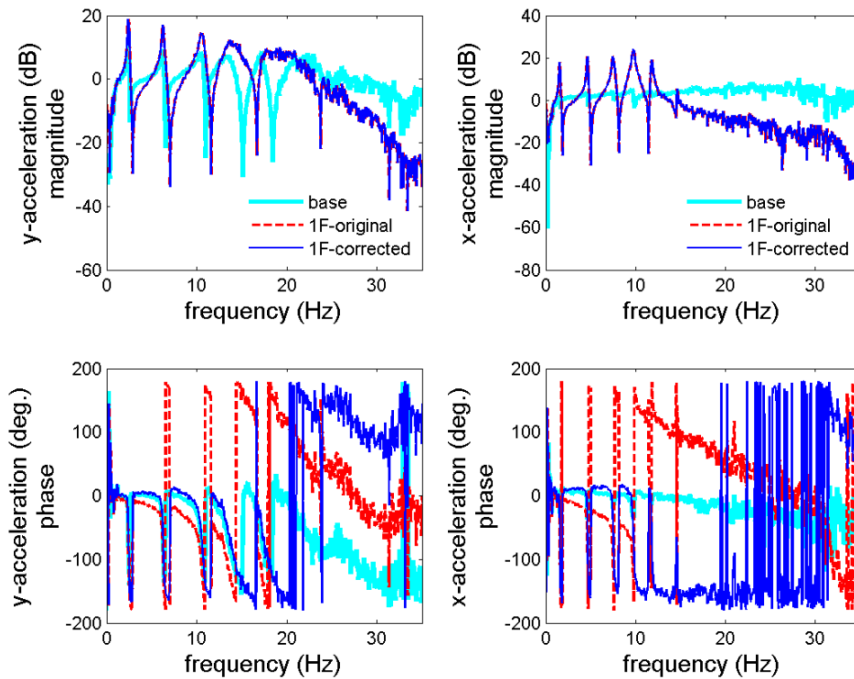 y-acceleration (dB)
magnitude
20
0
-20
-40
-60
0
10
20
30
base
1F-original
1F-corrected
frequency (Hz)
x-acceleration (dB)
magnitude
40
20
0
-20
-40
-60
-80
0
10
20
30
base
1F-original
1F-corrected
frequency (Hz)
y-acceleration (deg.)
phase
200
100
0
-100
-200
0
10
20
30
frequency (Hz)
x-acceleration (deg.)
phase
200
100
0
-100
-200
0
10
20
30
frequency (Hz)